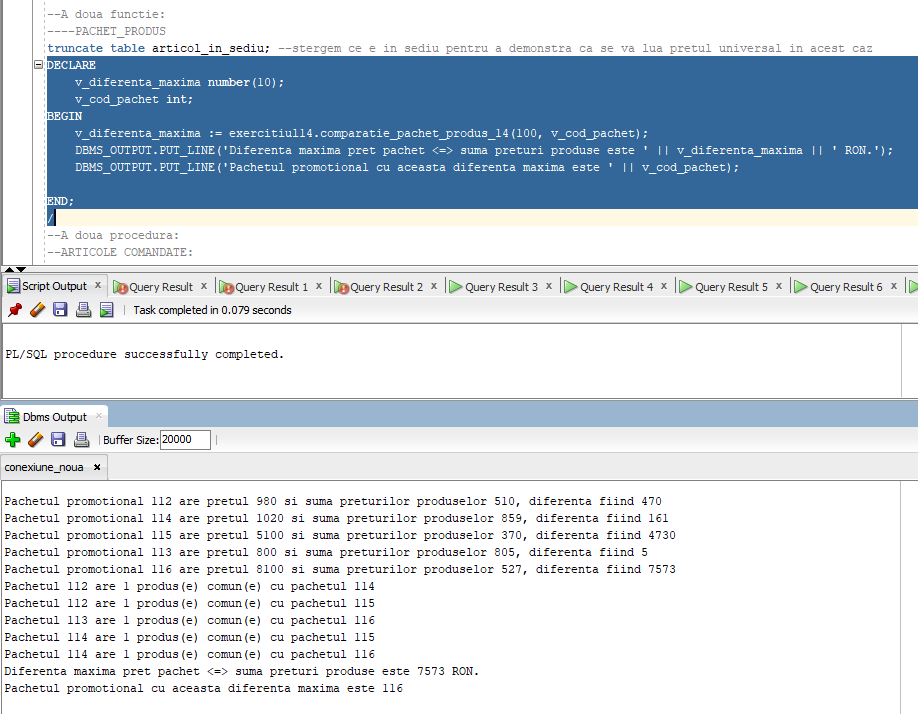 --A doua functie:
----PACHET_PRODUS
truncate table articol_in_sediu; --stergem ce e in sediu pentru a demonstra ca se va lua pretul universal in acest caz
DECLARE
v_diferenta_maxima number(10);
v_cod_pachet int;
BEGIN
v_diferenta_maxima := exercitiul14.comparatie_pachet_produs_14(100, v_cod_pachet);
DBMS_OUTPUT.PUT_LINE('Diferenta maxima pret pachet <=> suma preturi produse este ' || v_diferenta_maxima || ' RON.');
DBMS_OUTPUT.PUT_LINE('Pachetul promotional cu aceasta diferenta maxima este ' || v_cod_pachet);
END;
/
--A doua procedura:
--ARTICOLE COMANDATE:
Script Output x Query Result x Query Result 1 x Query Result 2 x Query Result 3 x Query Result 4 x Query Result 5 x Query Result 6 x
Task completed in 0.079 seconds
PL/SQL procedure successfully completed.
Dbms Output x
Buffer Size: 20000
conexiune_noua x
Pachetul promotional 112 are pretul 980 si suma preturilor produselor 510, diferenta fiind 470
Pachetul promotional 114 are pretul 1020 si suma preturilor produselor 859, diferenta fiind 161
Pachetul promotional 115 are pretul 5100 si suma preturilor produselor 370, diferenta fiind 4730
Pachetul promotional 113 are pretul 800 si suma preturilor produselor 805, diferenta fiind 5
Pachetul promotional 116 are pretul 8100 si suma preturilor produselor 527, diferenta fiind 7573
Pachetul 112 are 1 produs(e) comun(e) cu pachetul 114
Pachetul 112 are 1 produs(e) comun(e) cu pachetul 115
Pachetul 113 are 1 produs(e) comun(e) cu pachetul 116
Pachetul 114 are 1 produs(e) comun(e) cu pachetul 115
Pachetul 114 are 1 produs(e) comun(e) cu pachetul 116
Diferenta maxima pret pachet <=> suma preturi produse este 7573 RON.
Pachetul promotional cu aceasta diferenta maxima este 116